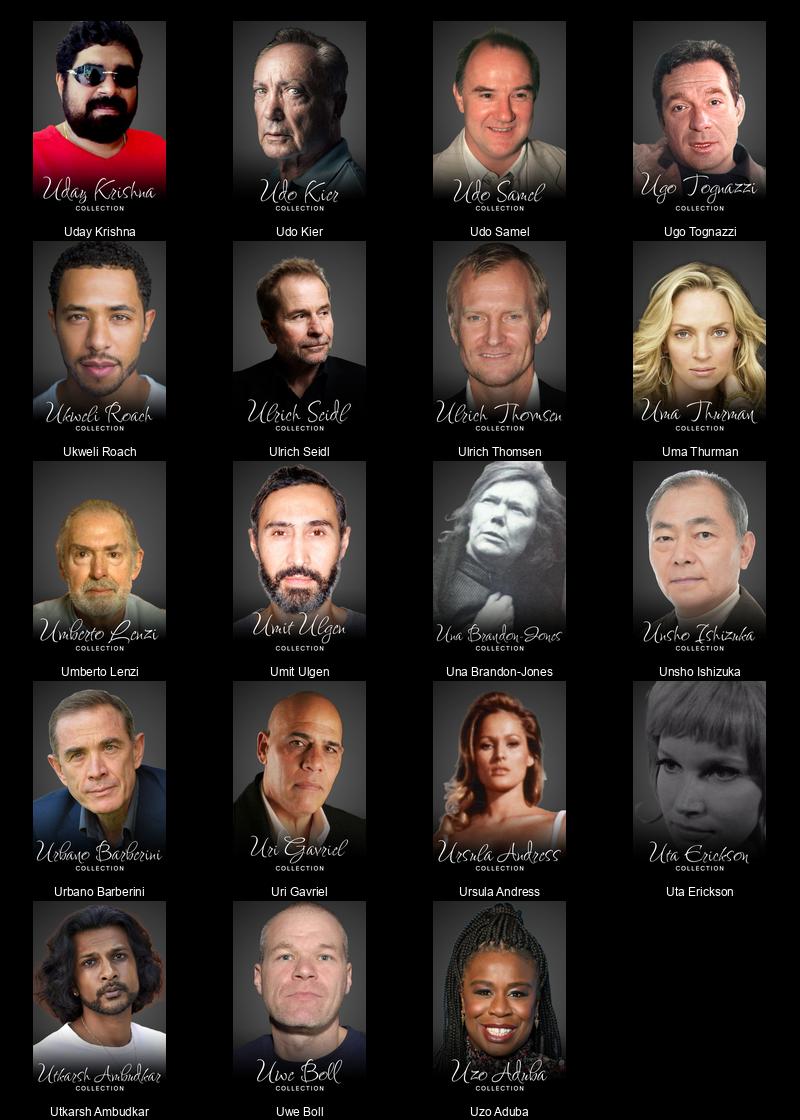 Uday Krishna
COLLECTION
Uday Krishna
Udo Kier
COLLECTION
Udo Kier
Udo Samel
COLLECTION
Udo Samel
Ugo Tognazzi
COLLECTION
Ugo Tognazzi
Ukweli Roach
COLLECTION
Ukweli Roach
Ulrich Seidl
COLLECTION
Ulrich Seidl
Ulrich Thomsen
COLLECTION
Ulrich Thomsen
Uma Thurman
COLLECTION
Uma Thurman
Umberto Lenzi
COLLECTION
Umberto Lenzi
Umit Ulgen
COLLECTION
Umit Ulgen
Una Brandon-Jones
COLLECTION
Una Brandon-Jones
Unsho Ishizuka
COLLECTION
Unsho Ishizuka
Urbano Barberini
COLLECTION
Urbano Barberini
Uri Gavriel
COLLECTION
Uri Gavriel
Ursula Andress
COLLECTION
Ursula Andress
Uta Erickson
COLLECTION
Uta Erickson
Utkarsh Ambudkar
COLLECTION
Utkarsh Ambudkar
Uwe Boll
COLLECTION
Uwe Boll
Uzo Aduba
COLLECTION
Uzo Aduba